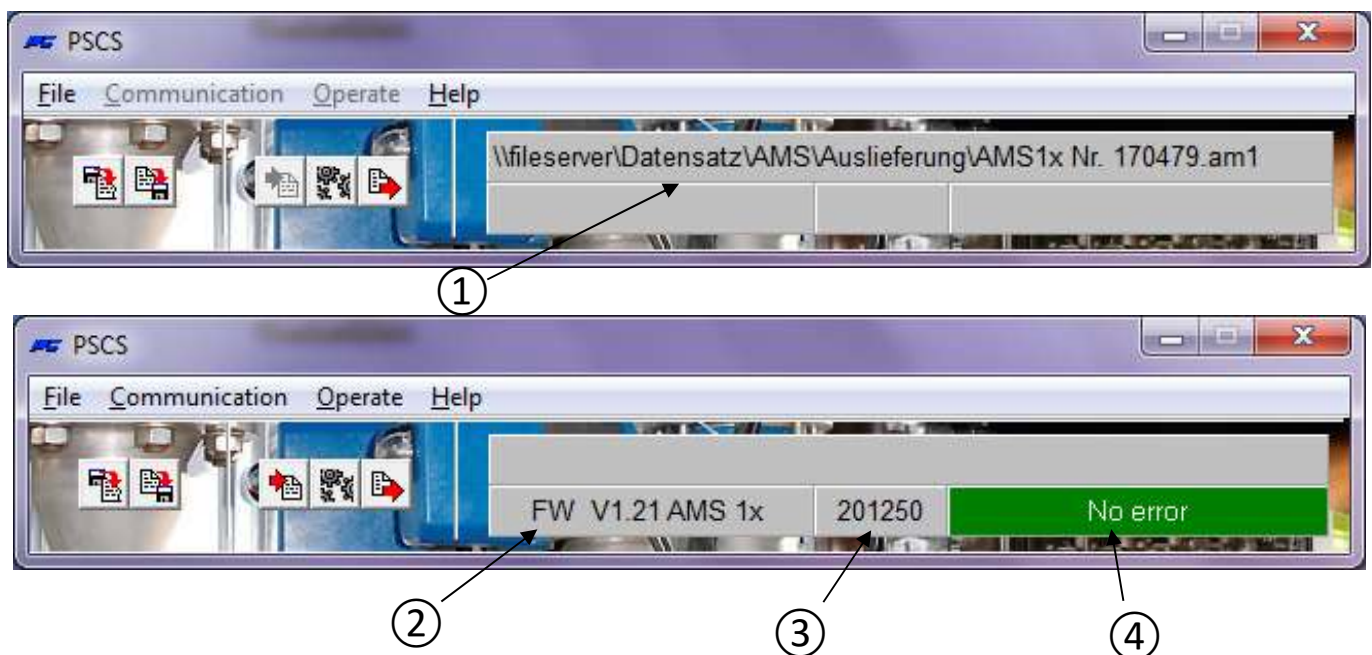 PSCS
File Communication Operate Help
\\fileserver\Datensatz\AMS\Auslieferung\AMS1x Nr. 170479.am1
①
PSCS
File Communication Operate Help
FW V1.21 AMS 1x 201250 No error
② ③ ④